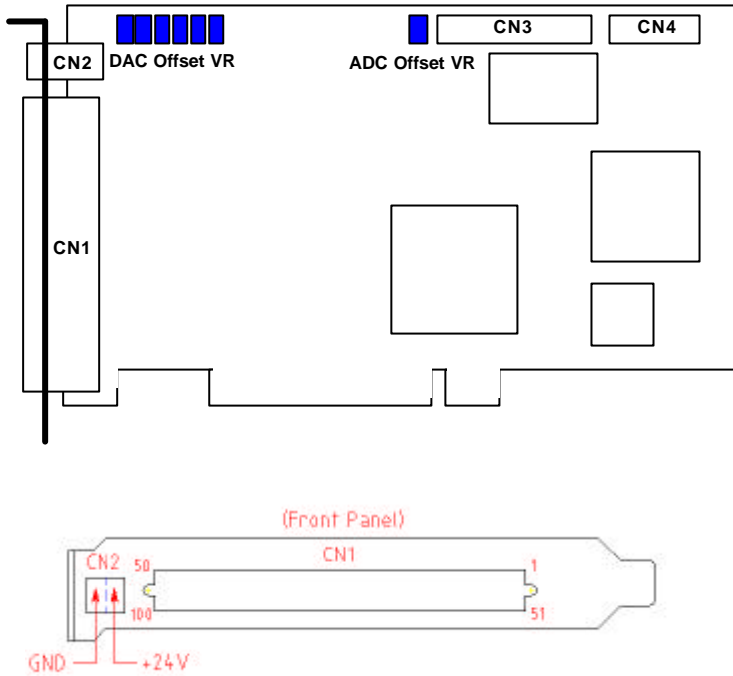 CN3
CN4
CN2
DAC Offset VR
ADC Offset VR
CN1
(Front Panel)
CN1
CN2
50
1
100
51
GND
+24V